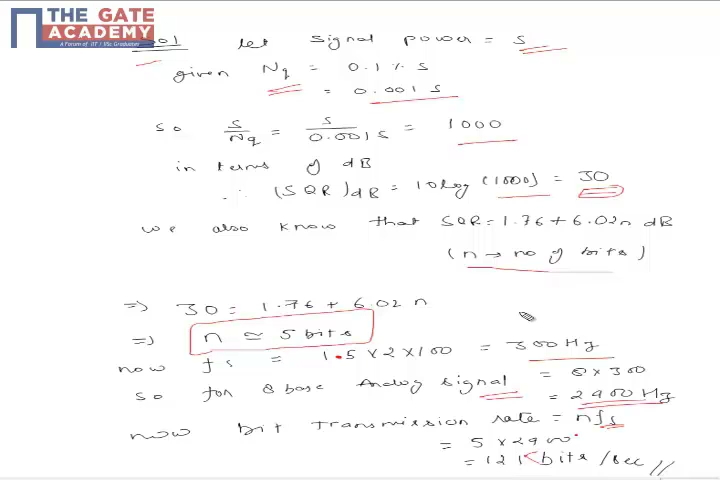 THE GATE
ACADEMY
A Forum of IIT / IISc Graduates
Sol let signal power = S
given Nq = 0.1% S
= 0.001 S
so S/Nq = S/0.001S = 1000
in terms of dB
∴ (SQR)dB = 10 log (1000) = 30
we also know that SQR = 1.76 + 6.02n dB
(n → no of bits)
=> 30 = 1.76 + 6.02 n
=> n ≃ 5 bits
now fs = 1.5 × 2 × 100 = 300 Hz
so for 8 base Analog signal = 8 × 300
= 2400 Hz
now bit transmission rate = nfs
= 5 × 2400
= 12 kbits/sec //